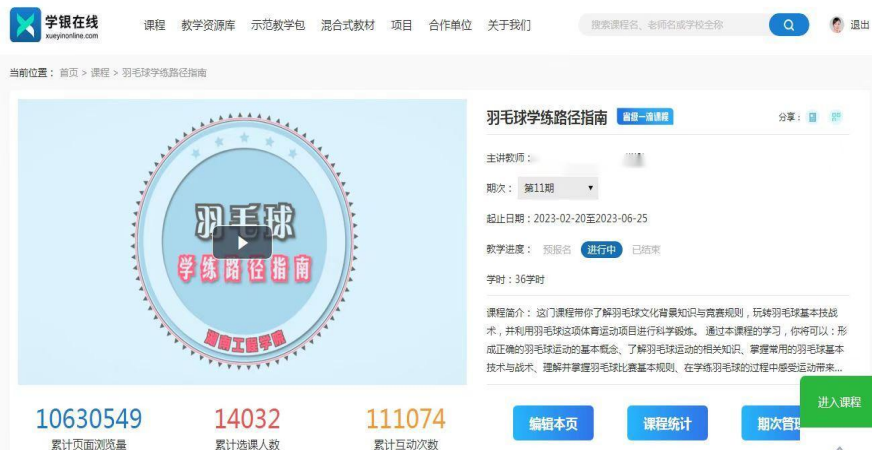 学银在线
xueyinonline.com
课程 教学资源库 示范教学包 混合式教材 项目 合作单位 关于我们
搜索课程名、老师名或学校全称
退出
当前位置： 首页 > 课程 > 羽毛球学练路径指南
羽毛球
学练路径指南
湖南工程学院
羽毛球学练路径指南 省级一流课程
分享：
主讲教师：
期次： 第11期
起止日期：2023-02-20至2023-06-25
教学进度： 预报名 进行中 已结束
学时：36学时
课程简介： 这门课程带你了解羽毛球文化背景知识与竞赛规则，玩转羽毛球基本技战
术，并利用羽毛球这项体育运动项目进行科学锻炼。 通过本课程的学习，你将可以：形
成正确的羽毛球运动的基本概念、了解羽毛球运动的相关知识、掌握常用的羽毛球基本
技术与战术、理解并掌握羽毛球比赛基本规则、在学练羽毛球的过程中感受运动带来...
进入课程
10630549 14032 111074
累计页面浏览量 累计选课人数 累计互动次数
编辑本页 课程统计 期次管